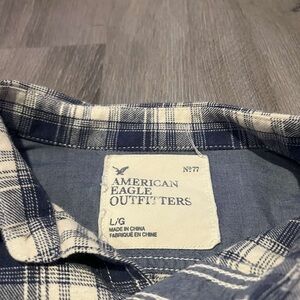 Nº77
AMERICAN
EAGLE
OUTFITTERS
L/G
MADE IN CHINA
FABRIQUÉ EN CHINE